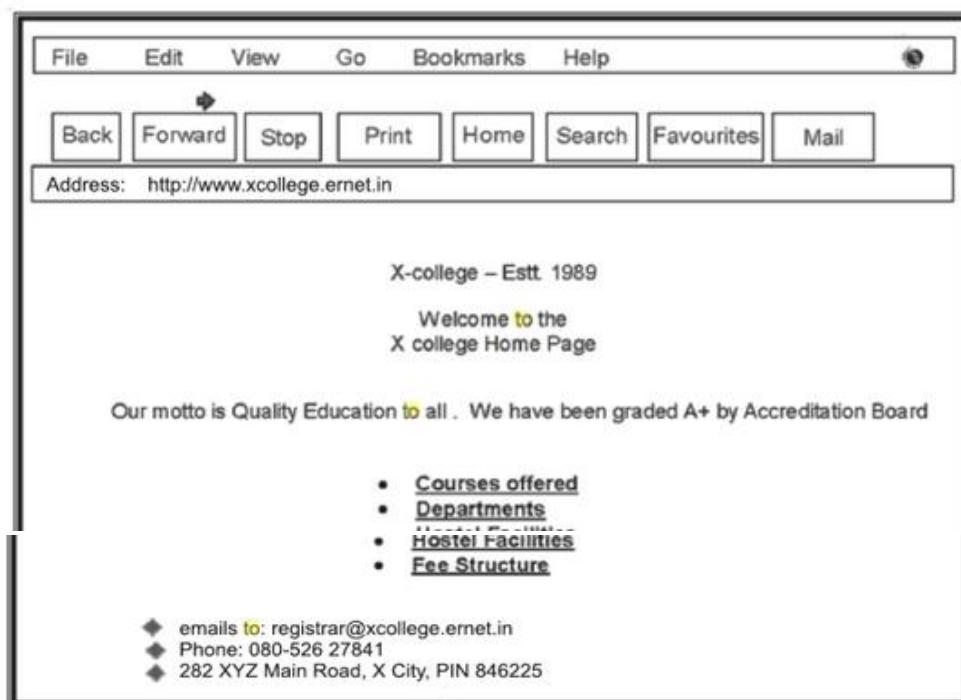 File Edit View Go Bookmarks Help
Back Forward Stop Print Home Search Favourites Mail
Address: http://www.xcollege.ernet.in
X-college – Estt. 1989
Welcome to the
X college Home Page
Our motto is Quality Education to all . We have been graded A+ by Accreditation Board
• Courses offered
• Departments
• Hostel Facilities
• Fee Structure
emails to: registrar@xcollege.ernet.in
Phone: 080-526 27841
282 XYZ Main Road, X City, PIN 846225